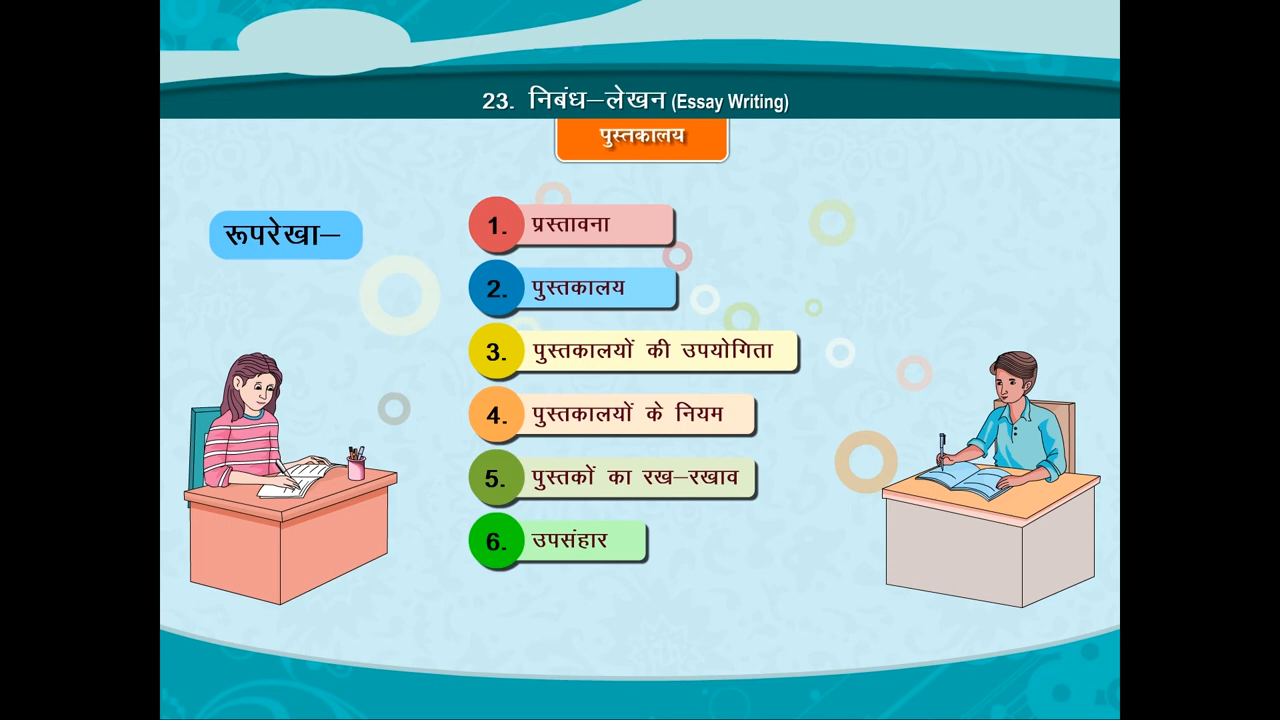 23. निबंध–लेखन (Essay Writing)
पुस्तकालय
रूपरेखा–
1. प्रस्तावना
2. पुस्तकालय
3. पुस्तकालयों की उपयोगिता
4. पुस्तकालयों के नियम
5. पुस्तकों का रख–रखाव
6. उपसंहार